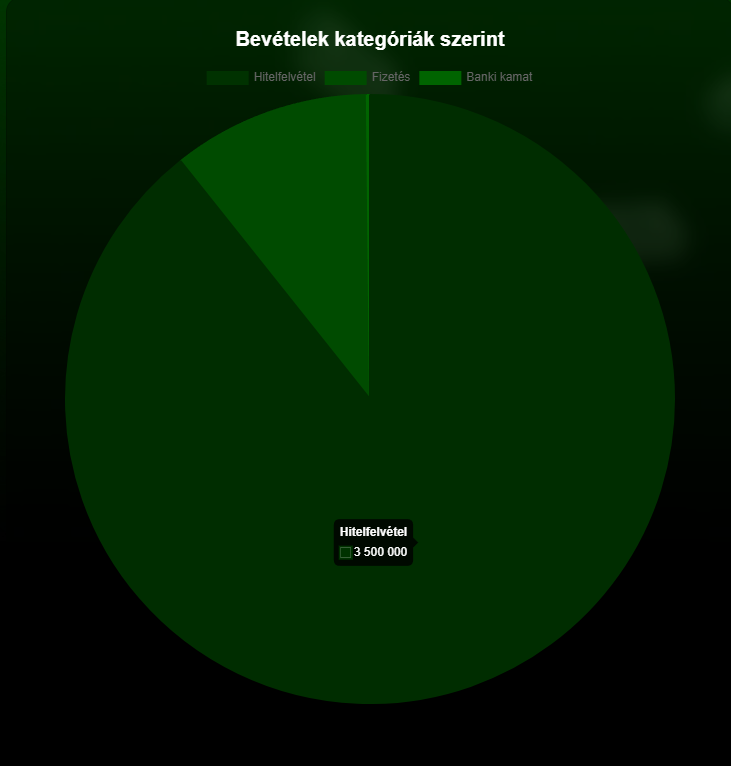 Bevételek kategóriák szerint
Hitelfelvétel Fizetés Banki kamat
Hitelfelvétel
3 500 000